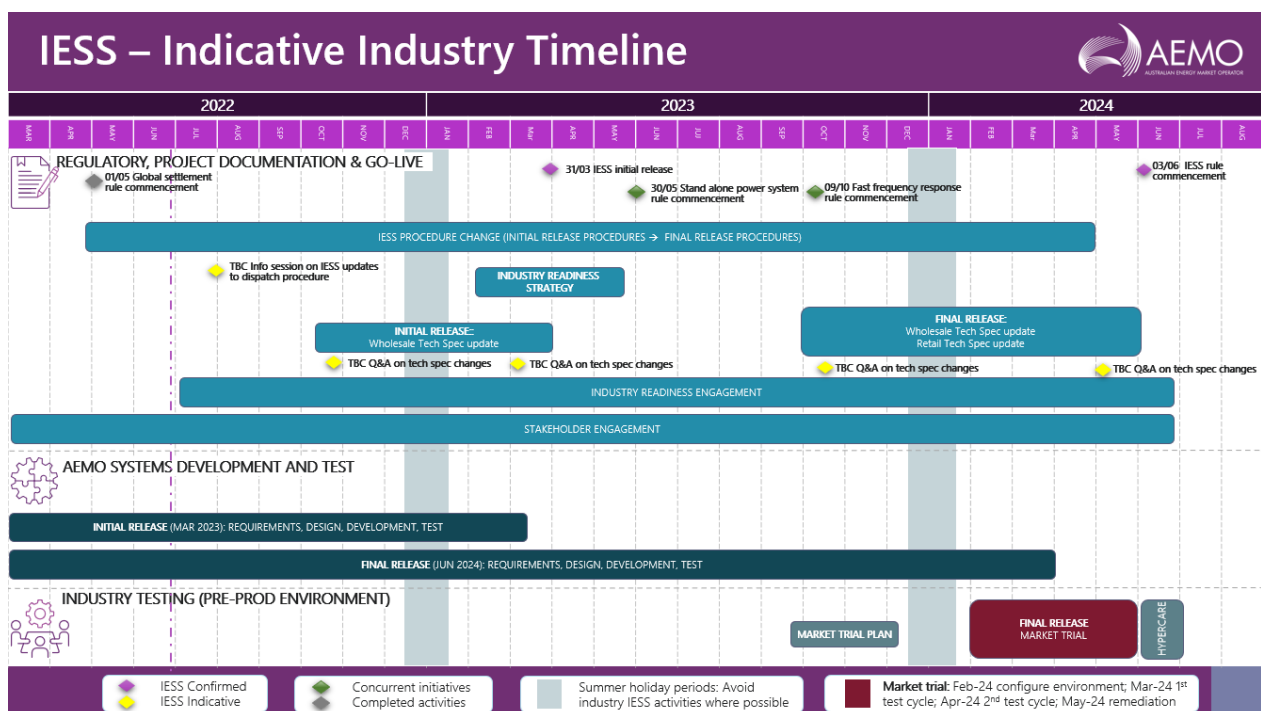 IESS – Indicative Industry Timeline
AEMO
AUSTRALIAN ENERGY MARKET OPERATOR
2022 2023 2024
MAR APR MAY JUN JUL AUG SEP OCT NOV DEC JAN FEB Mar APR MAY JUN JUL AUG SEP OCT NOV DEC JAN FEB Mar APR MAY JUN JUL AUG
REGULATORY, PROJECT DOCUMENTATION & GO-LIVE
01/05 Global settlement
rule commencement
31/03 IESS initial release
30/05 Stand alone power system
rule commencement
09/10 Fast frequency response
rule commencement
03/06 IESS rule
commencement
IESS PROCEDURE CHANGE (INITIAL RELEASE PROCEDURES → FINAL RELEASE PROCEDURES)
TBC Info session on IESS updates
to dispatch procedure
INDUSTRY READINESS
STRATEGY
INITIAL RELEASE::
Wholesale Tech Spec update
FINAL RELEASE:
Wholesale Tech Spec update
Retail Tech Spec update
TBC Q&A on tech spec changes
TBC Q&A on tech spec changes
TBC Q&A on tech spec changes
TBC Q&A on tech spec changes
INDUSTRY READINESS ENGAGEMENT
STAKEHOLDER ENGAGEMENT
AEMO SYSTEMS DEVELOPMENT AND TEST
INITIAL RELEASE (MAR 2023): REQUIREMENTS, DESIGN, DEVELOPMENT, TEST
FINAL RELEASE (JUN 2024): REQUIREMENTS, DESIGN, DEVELOPMENT, TEST
INDUSTRY TESTING (PRE-PROD ENVIRONMENT)
MARKET TRIAL PLAN
FINAL RELEASE
MARKET TRIAL
HYPERCARE
IESS Confirmed
IESS Indicative
Concurrent initiatives
Completed activities
Summer holiday periods: Avoid
industry IESS activities where possible
Market trial: Feb-24 configure environment; Mar-24 1st
test cycle; Apr-24 2nd test cycle; May-24 remediation